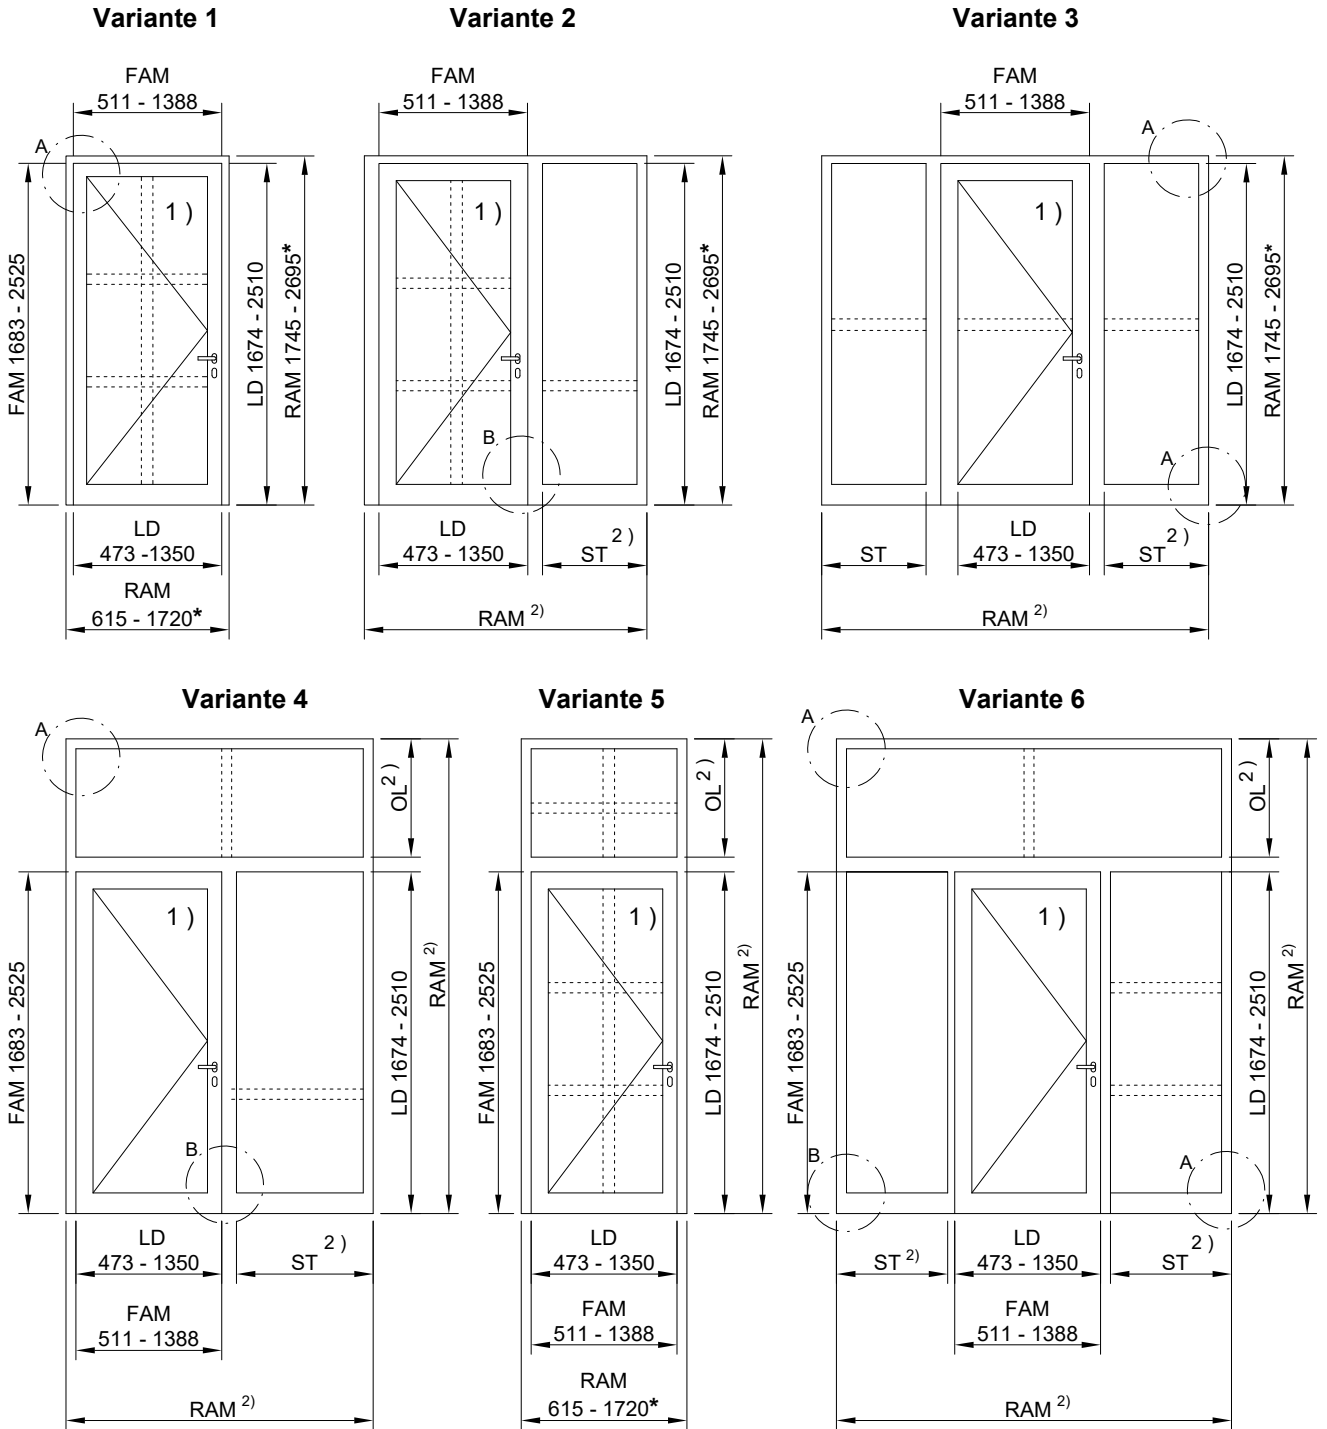 Variante 1
FAM
511 - 1388
A
1 )
FAM 1683 - 2525
LD 1674 - 2510
RAM 1745 - 2695*
LD
473 -1350
RAM
615 - 1720*
Variante 2
FAM
511 - 1388
1 )
B
LD 1674 - 2510
RAM 1745 - 2695*
LD
473 - 1350
ST 2 )
RAM 2)
Variante 3
FAM
511 - 1388
A
1 )
A
LD 1674 - 2510
RAM 1745 - 2695*
ST
LD
473 - 1350
ST 2 )
RAM 2)
Variante 4
A
OL 2 )
1 )
FAM 1683 - 2525
LD 1674 - 2510
RAM 2)
B
LD
473 - 1350
ST 2 )
FAM
511 - 1388
RAM 2)
Variante 5
OL 2 )
1 )
FAM 1683 - 2525
LD 1674 - 2510
RAM 2)
LD
473 - 1350
FAM
511 - 1388
RAM
615 - 1720*
Variante 6
A
OL 2 )
1 )
FAM 1683 - 2525
LD 1674 - 2510
RAM 2)
B
A
ST 2)
LD
473 - 1350
ST 2 )
FAM
511 - 1388
RAM 2)